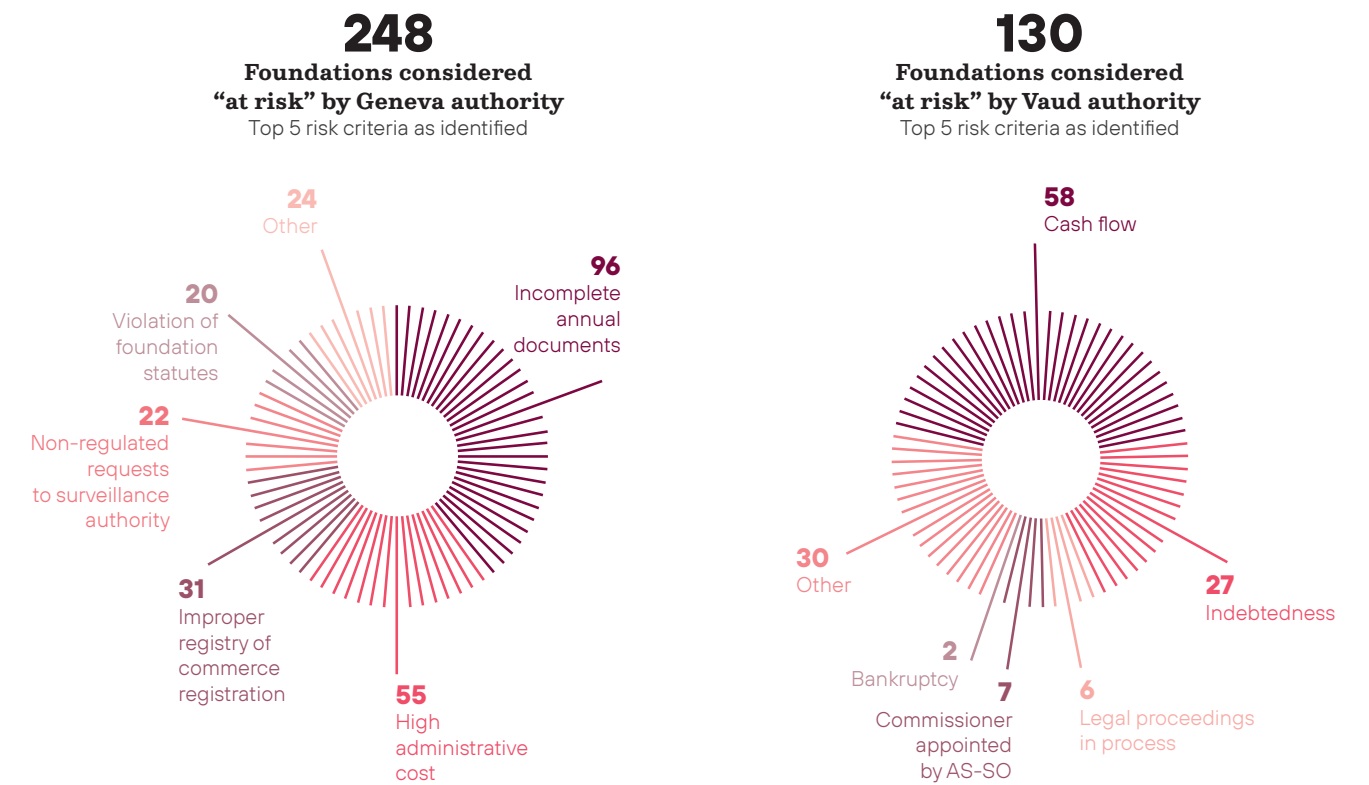 248
Foundations considered
“at risk” by Geneva authority
Top 5 risk criteria as identified
24
Other
96
Incomplete
annual
documents
20
Violation of
foundation
statutes
22
Non-regulated
requests
to surveillance
authority
31
Improper
registry of
commerce
registration
55
High
administrative
cost
130
Foundations considered
“at risk” by Vaud authority
Top 5 risk criteria as identified
58
Cash flow
30
Other
27
Indebtedness
2
Bankruptcy
7
Commissioner
appointed
by AS-SO
6
Legal proceedings
in process